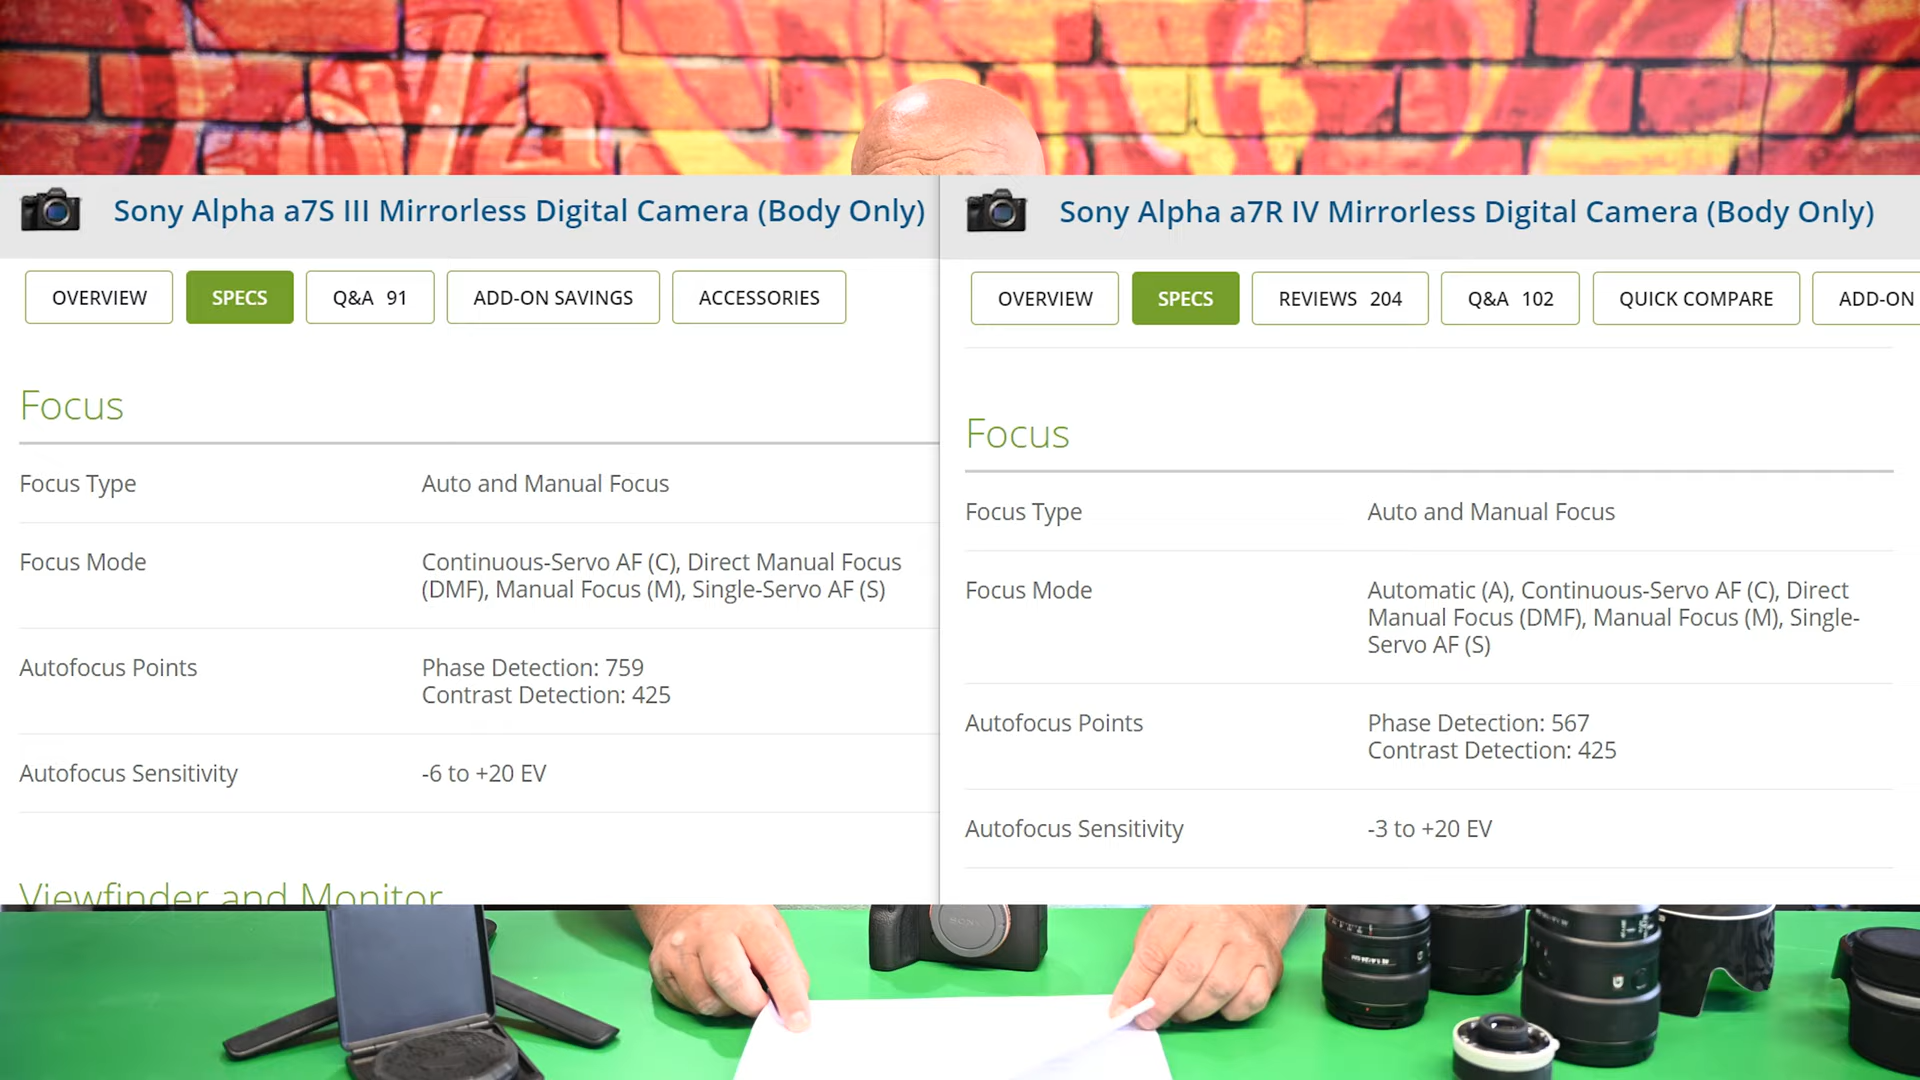 Sony Alpha a7S III Mirrorless Digital Camera (Body Only)
OVERVIEW
SPECS
Q&A 91
ADD-ON SAVINGS
ACCESSORIES
Focus
Focus Type
Auto and Manual Focus
Focus Mode
Continuous-Servo AF (C), Direct Manual Focus
(DMF), Manual Focus (M), Single-Servo AF (S)
Autofocus Points
Phase Detection: 759
Contrast Detection: 425
Autofocus Sensitivity
-6 to +20 EV
Viewfinder and Monitor
Sony Alpha a7R IV Mirrorless Digital Camera (Body Only)
OVERVIEW
SPECS
REVIEWS 204
Q&A 102
QUICK COMPARE
ADD-ON
Focus
Focus Type
Auto and Manual Focus
Focus Mode
Automatic (A), Continuous-Servo AF (C), Direct
Manual Focus (DMF), Manual Focus (M), Single-
Servo AF (S)
Autofocus Points
Phase Detection: 567
Contrast Detection: 425
Autofocus Sensitivity
-3 to +20 EV
SONY